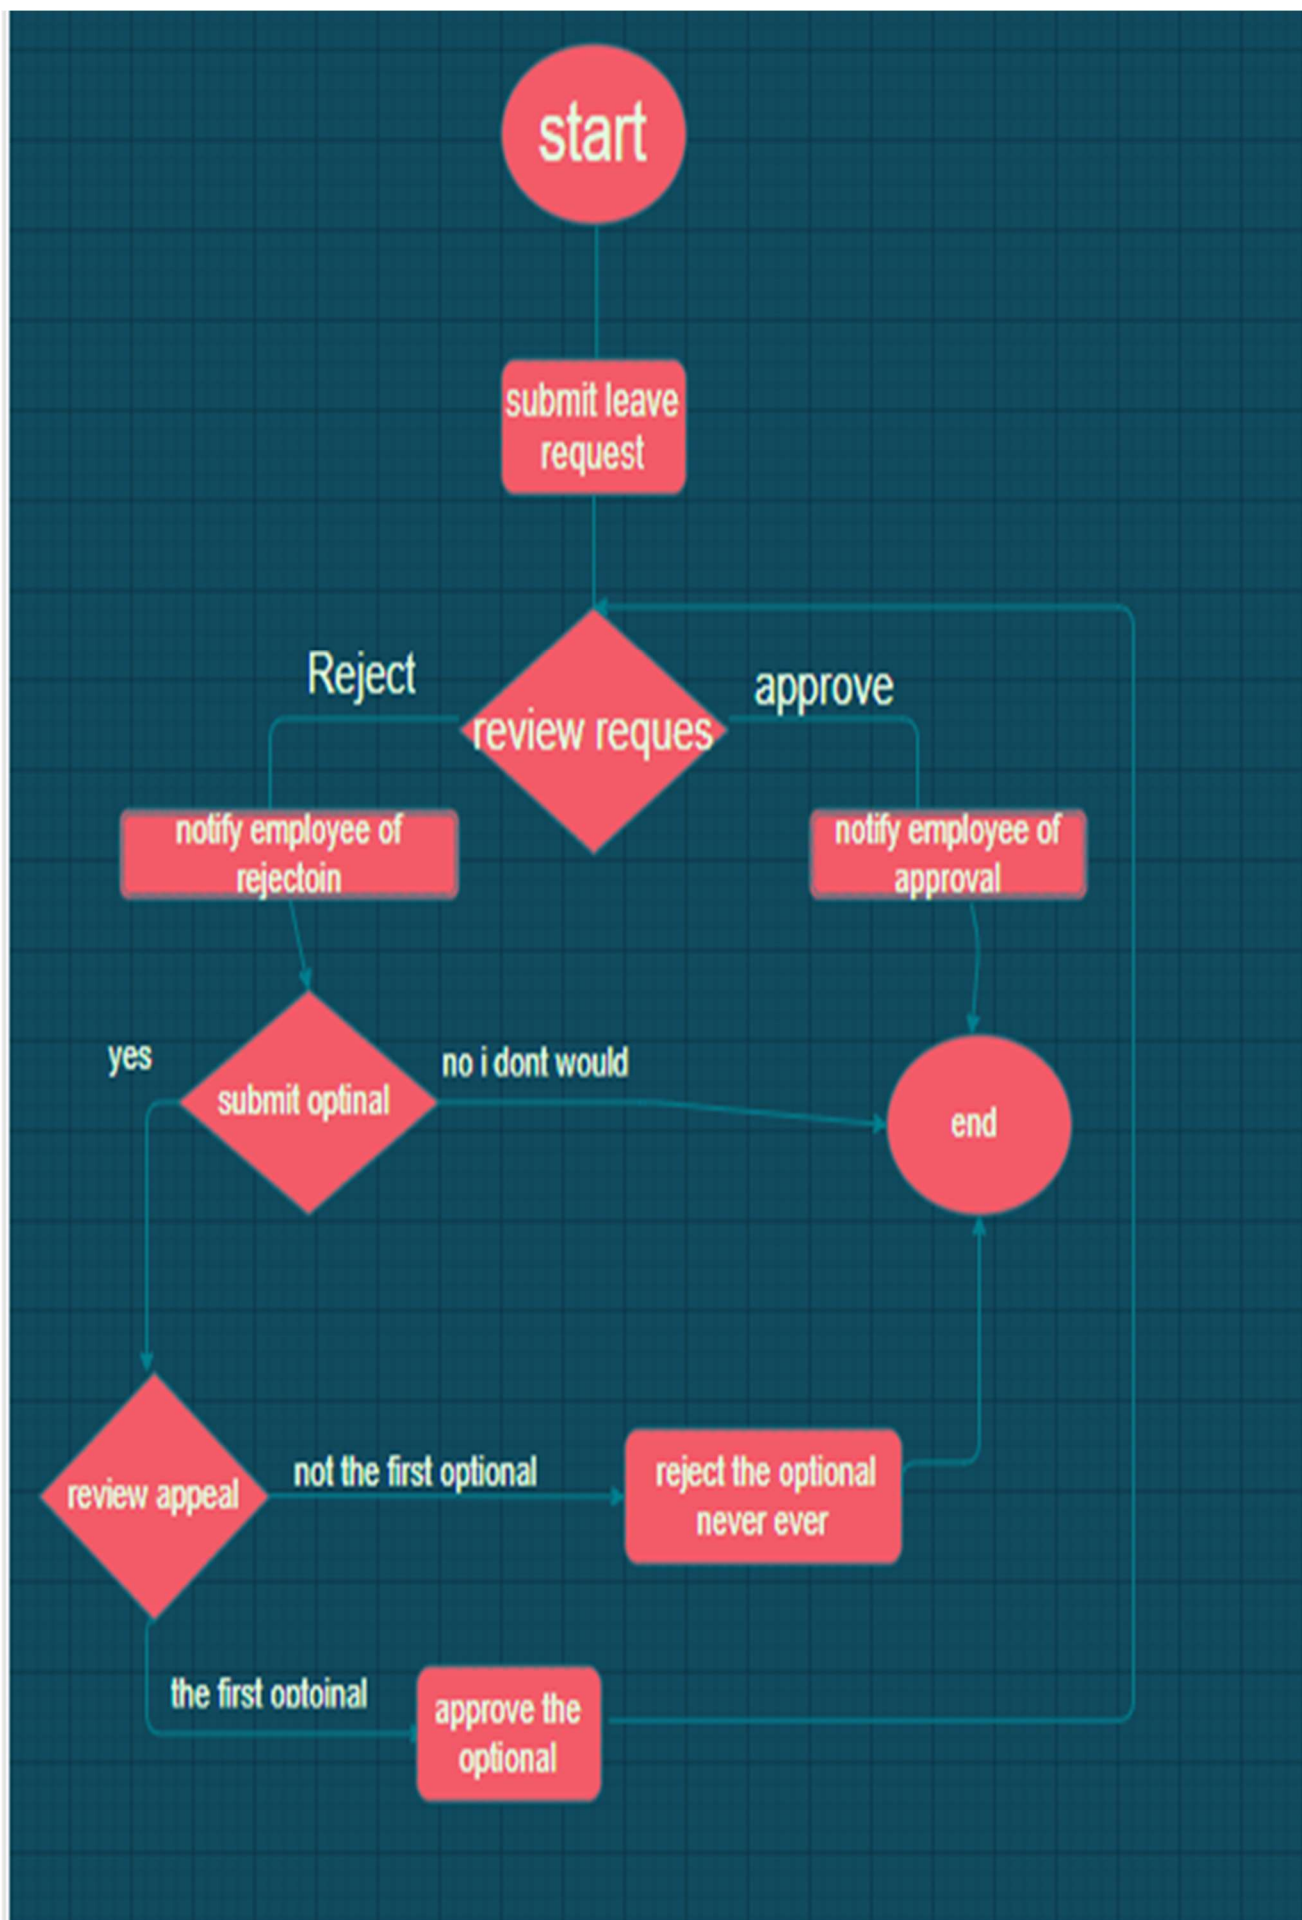 start
submit leave
request
Reject
approve
review reques
notify employee of
rejectoin
notify employee of
approval
yes
no i dont would
submit optinal
end
review appeal
not the first optional
reject the optional
never ever
the first optoinal
approve the
optional